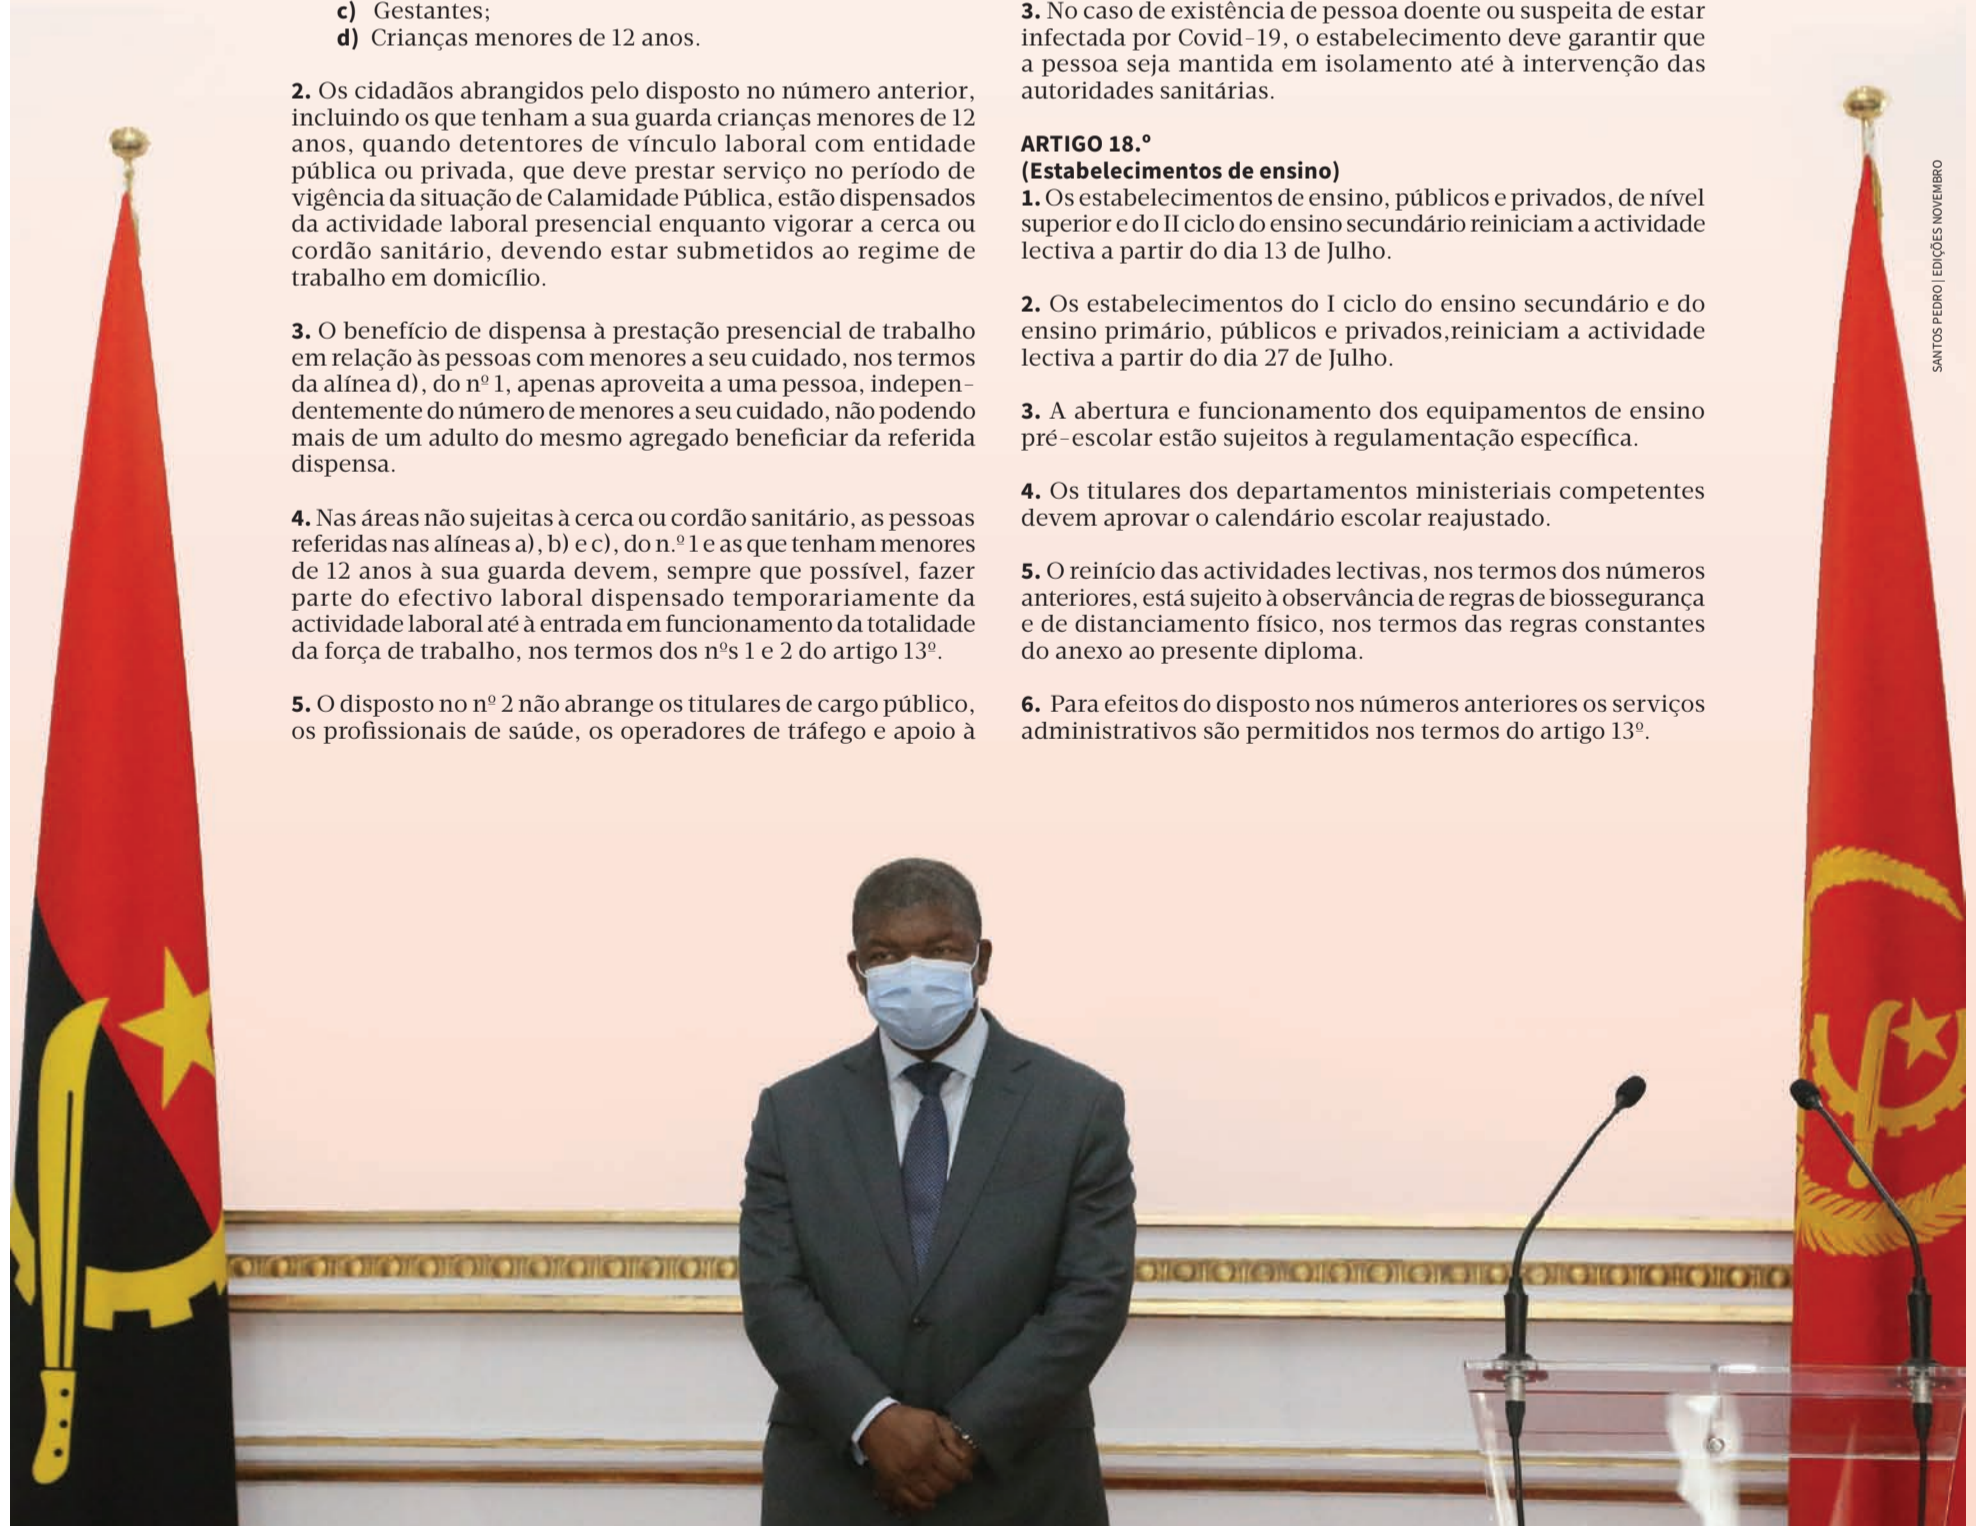 c) Gestantes;
d) Crianças menores de 12 anos.
2. Os cidadãos abrangidos pelo disposto no número anterior,
incluindo os que tenham a sua guarda crianças menores de 12
anos, quando detentores de vínculo laboral com entidade
pública ou privada, que deve prestar serviço no período de
vigência da situação de Calamidade Pública, estão dispensados
da actividade laboral presencial enquanto vigorar a cerca ou
cordão sanitário, devendo estar submetidos ao regime de
trabalho em domicílio.
3. O benefício de dispensa à prestação presencial de trabalho
em relação às pessoas com menores a seu cuidado, nos termos
da alínea d), do nº 1, apenas aproveita a uma pessoa, indepen-
dentemente do número de menores a seu cuidado, não podendo
mais de um adulto do mesmo agregado beneficiar da referida
dispensa.
4. Nas áreas não sujeitas à cerca ou cordão sanitário, as pessoas
referidas nas alíneas a), b) e c), do n.º 1 e as que tenham menores
de 12 anos à sua guarda devem, sempre que possível, fazer
parte do efectivo laboral dispensado temporariamente da
actividade laboral até à entrada em funcionamento da totalidade
da força de trabalho, nos termos dos nºs 1 e 2 do artigo 13º.
5. O disposto no nº 2 não abrange os titulares de cargo público,
os profissionais de saúde, os operadores de tráfego e apoio à
3. No caso de existência de pessoa doente ou suspeita de estar
infectada por Covid-19, o estabelecimento deve garantir que
a pessoa seja mantida em isolamento até à intervenção das
autoridades sanitárias.
ARTIGO 18.º
(Estabelecimentos de ensino)
1. Os estabelecimentos de ensino, públicos e privados, de nível
superior e do II ciclo do ensino secundário reiniciam a actividade
lectiva a partir do dia 13 de Julho.
2. Os estabelecimentos do I ciclo do ensino secundário e do
ensino primário, públicos e privados,reiniciam a actividade
lectiva a partir do dia 27 de Julho.
3. A abertura e funcionamento dos equipamentos de ensino
pré-escolar estão sujeitos à regulamentação específica.
4. Os titulares dos departamentos ministeriais competentes
devem aprovar o calendário escolar reajustado.
5. O reinício das actividades lectivas, nos termos dos números
anteriores, está sujeito à observância de regras de biossegurança
e de distanciamento físico, nos termos das regras constantes
do anexo ao presente diploma.
6. Para efeitos do disposto nos números anteriores os serviços
administrativos são permitidos nos termos do artigo 13º.
SANTOS PEDRO | EDIÇÕES NOVEMBRO